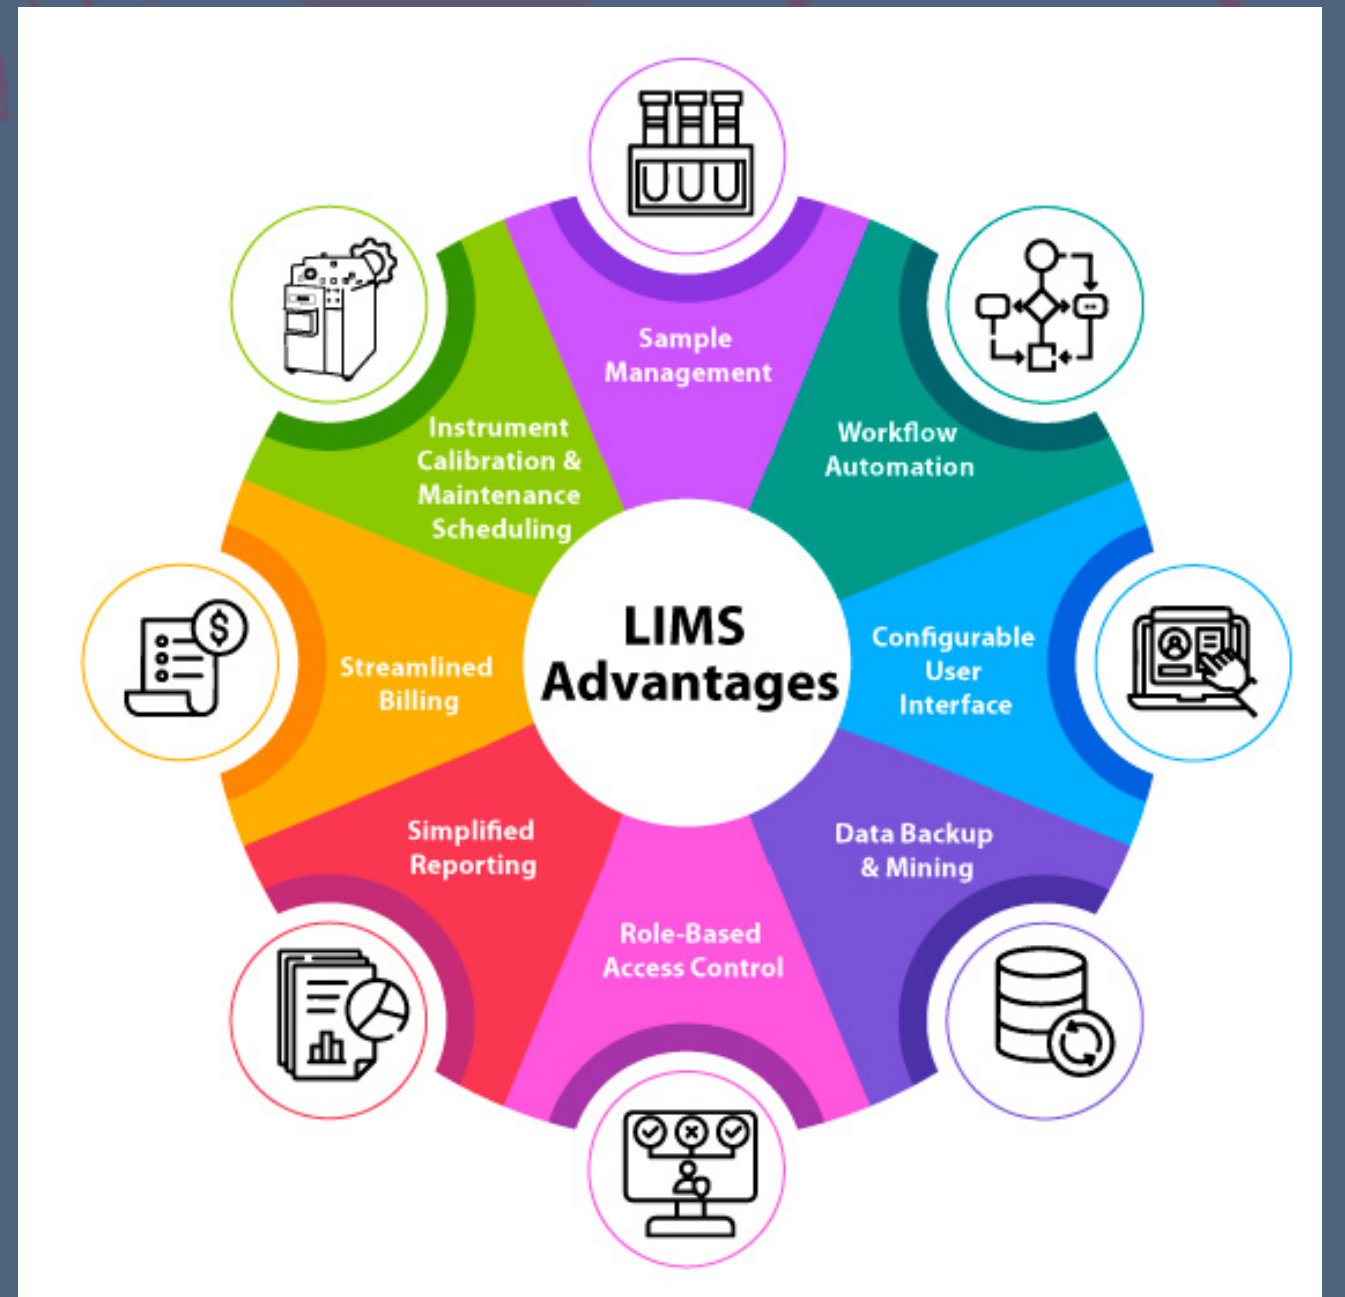 Sample
Management
Workflow
Automation
Configurable
User
Interface
Data Backup
& Mining
Role-Based
Access Control
Simplified
Reporting
Streamlined
Billing
Instrument
Calibration &
Maintenance
Scheduling
LIMS
Advantages
$